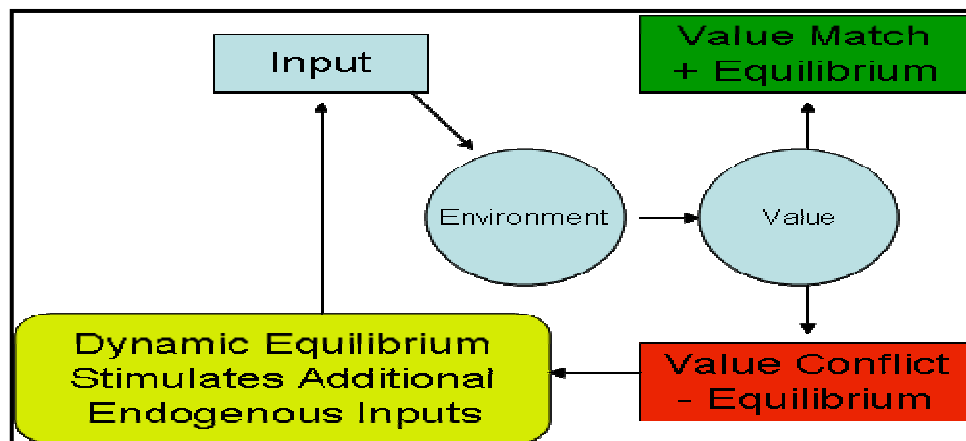 Input
Value Match
+ Equilibrium
Environment
Value
Dynamic Equilibrium
Stimulates Additional
Endogenous Inputs
Value Conflict
- Equilibrium